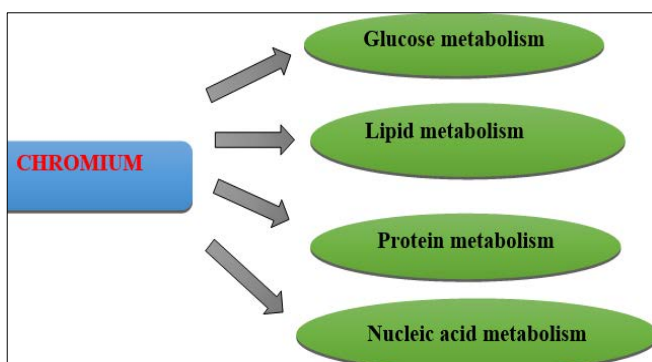 Glucose metabolism
Lipid metabolism
CHROMIUM
Protein metabolism
Nucleic acid metabolism